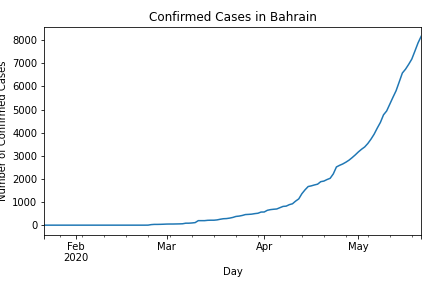 Confirmed Cases in Bahrain
Number of Confirmed Cases
8000
7000
6000
5000
4000
3000
2000
1000
0
Feb
2020
Mar
Apr
May
Day